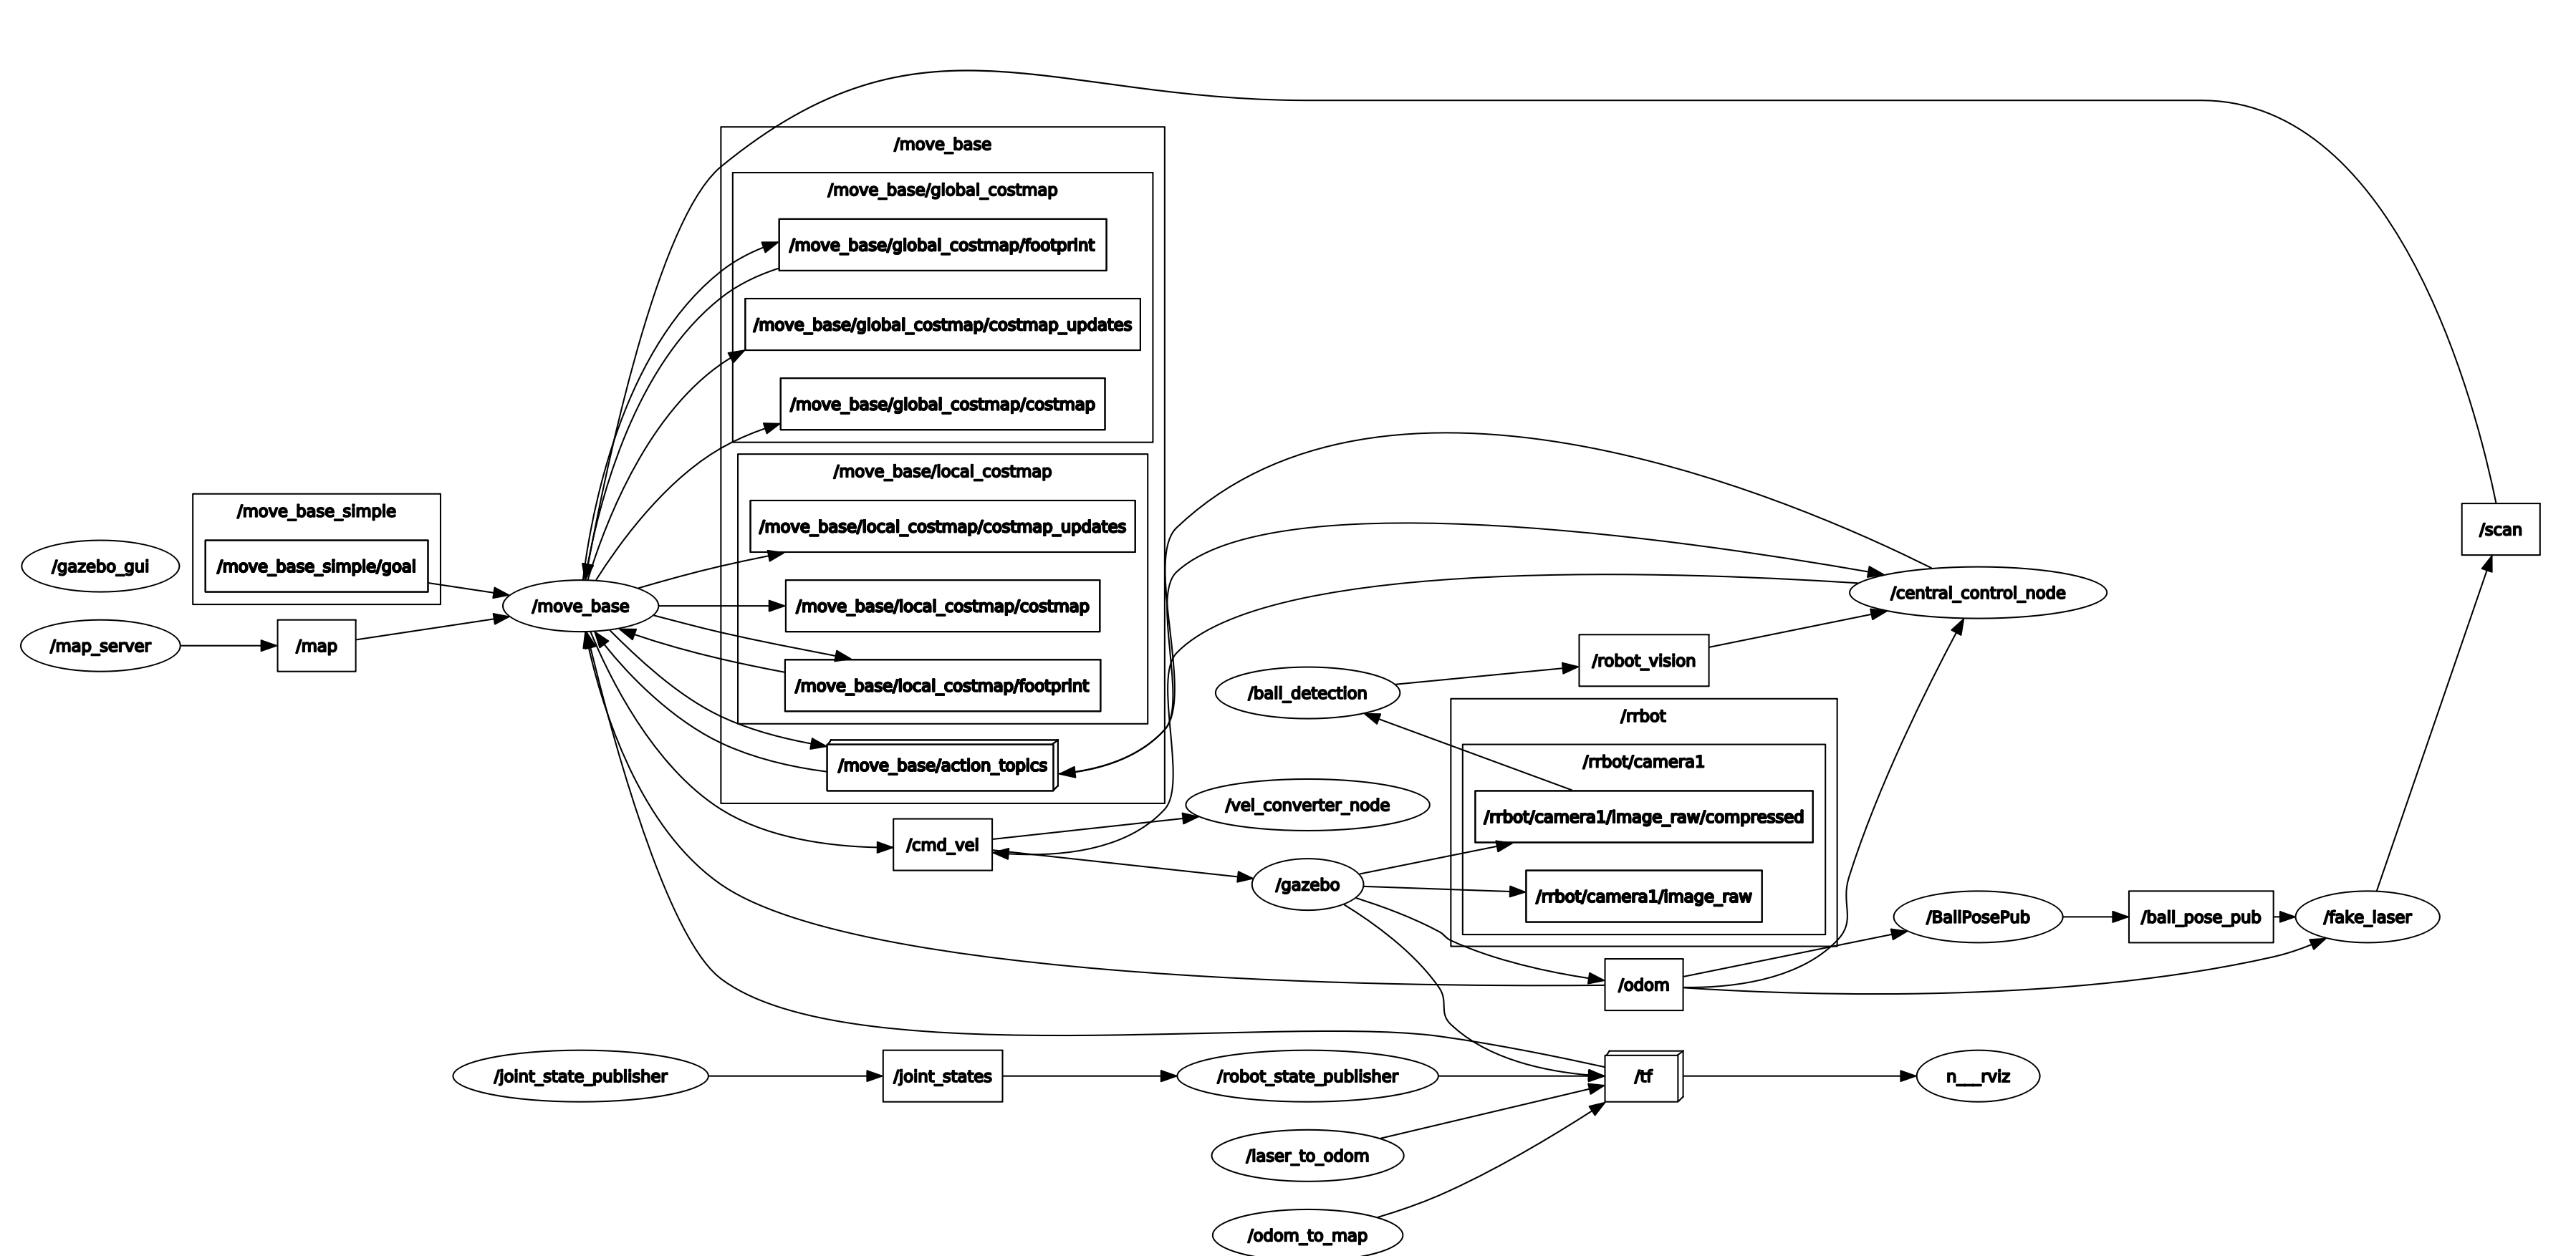 /move_base
/move_base/global_costmap
/move_base/global_costmap/footprint
/move_base/global_costmap/costmap_updates
/move_base/global_costmap/costmap
/move_base/local_costmap
/move_base/local_costmap/costmap_updates
/move_base/local_costmap/costmap
/move_base/local_costmap/footprint
/move_base/action_topics
/gazebo_gui
/move_base_simple
/move_base_simple/goal
/map_server
/map
/move_base
/cmd_vel
/ball_detection
/vel_converter_node
/gazebo
/robot_vision
/rrbot
/rrbot/camera1
/rrbot/camera1/image_raw/compressed
/rrbot/camera1/image_raw
/odom
/central_control_node
/BallPosePub
/ball_pose_pub
/fake_laser
/scan
/joint_state_publisher
/joint_states
/robot_state_publisher
/tf
n___rviz
/laser_to_odom
/odom_to_map